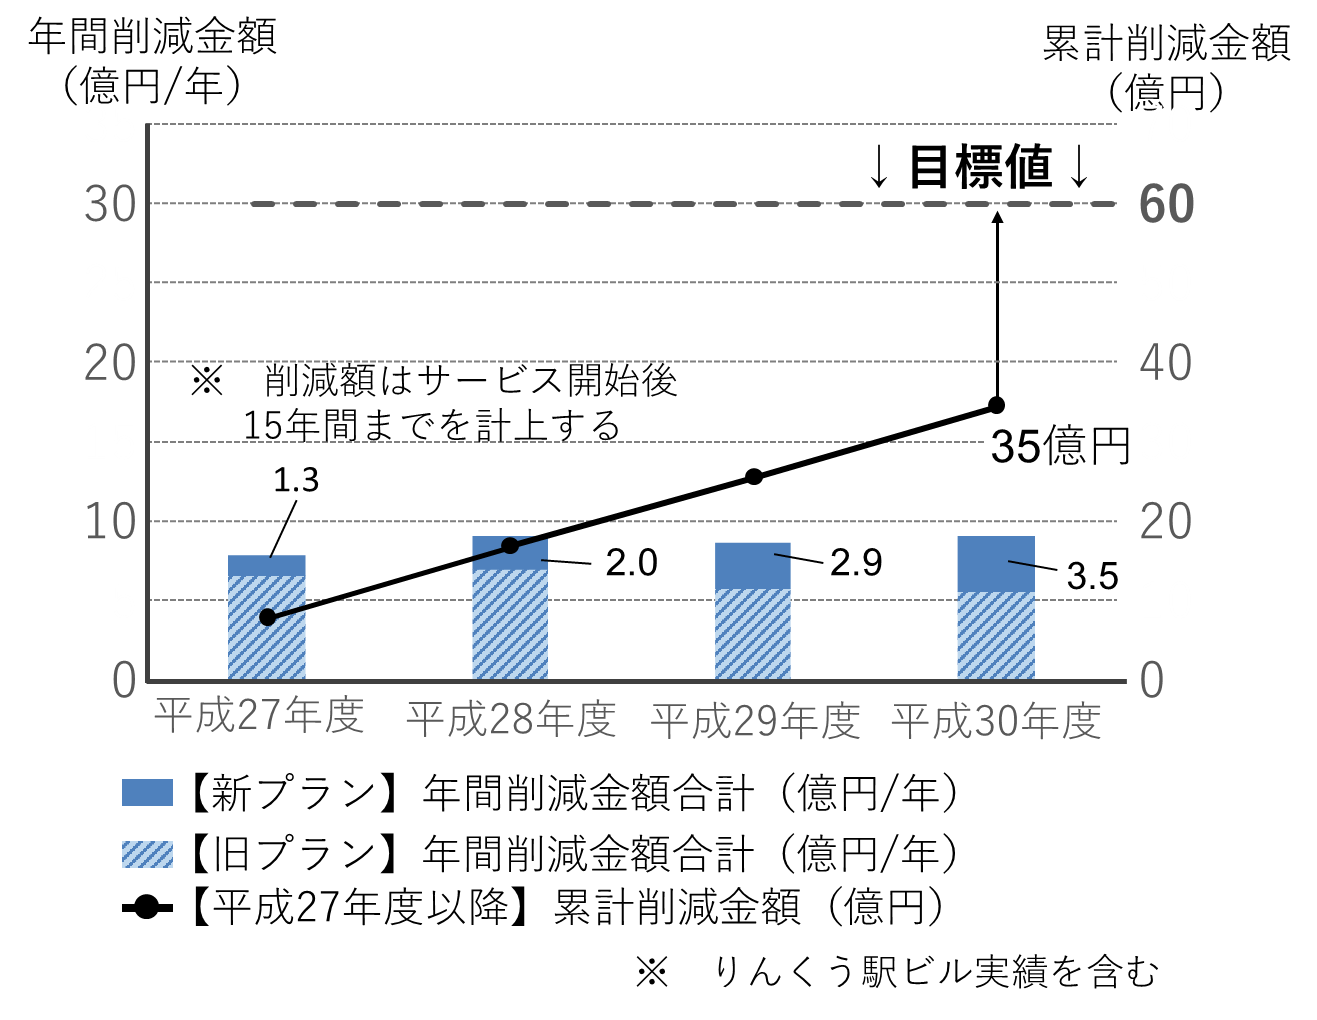 年間削減金額
（億円/年）
累計削減金額
（億円）
↓ 目標値 ↓
30
60
20
40
※　削減額はサービス開始後
15年間までを計上する
35億円
1.3
10
20
2.0
2.9
3.5
0
0
平成27年度
平成28年度
平成29年度
平成30年度
【新プラン】年間削減金額合計（億円/年）
【旧プラン】年間削減金額合計（億円/年）
【平成27年度以降】累計削減金額（億円）
※　りんくう駅ビル実績を含む